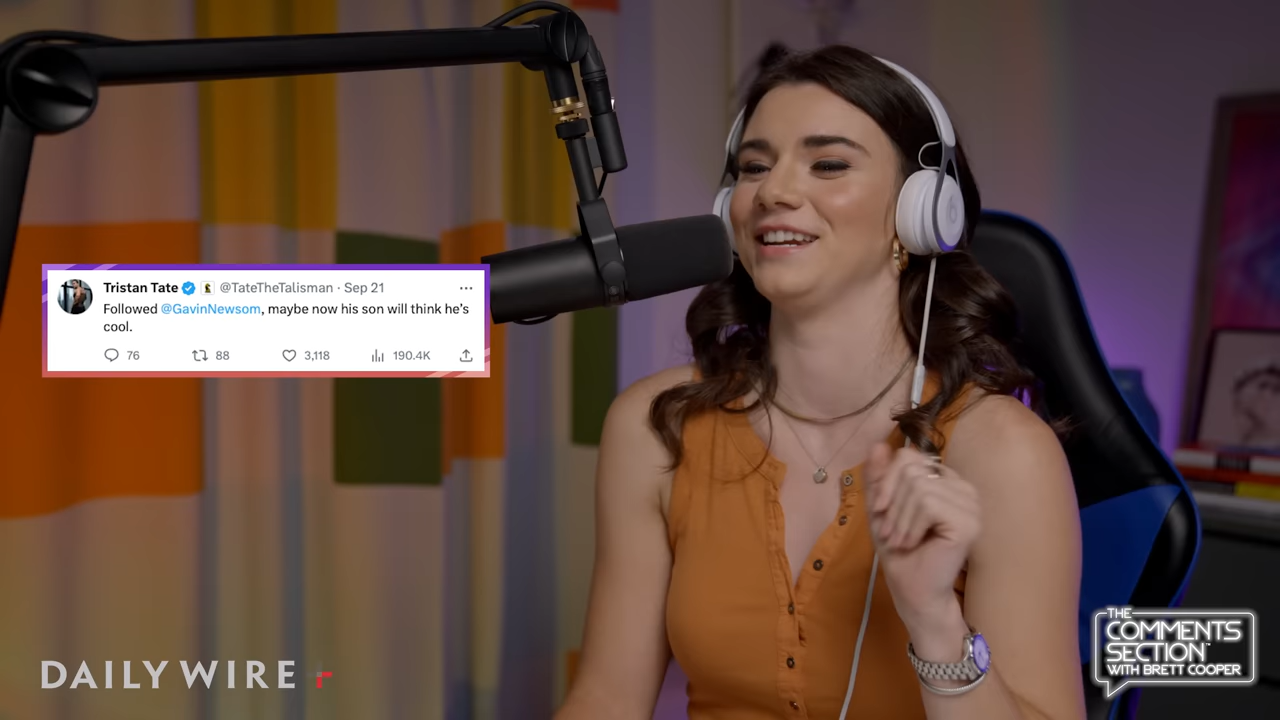 Tristan Tate @TateTheTalisman · Sep 21
Followed @GavinNewsom, maybe now his son will think he's
cool.
76 88 3,118 190.4K
DAILY WIRE +
THE
COMMENTS
SECTION™
WITH BRETT COOPER